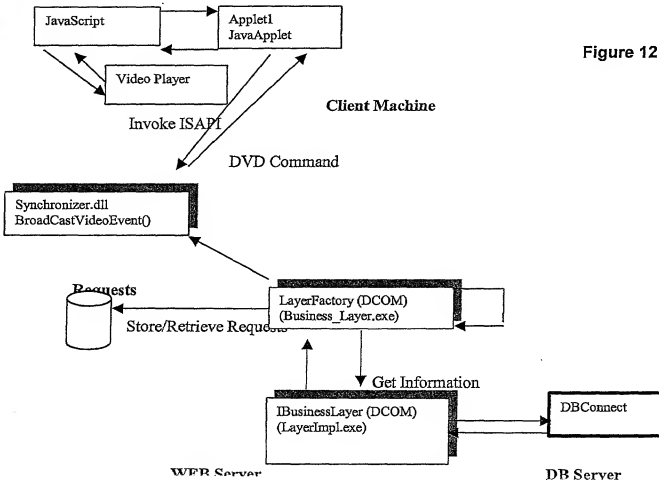 JavaScript
Applet1
JavaApplet
Figure 12
Video Player
Client Machine
Invoke ISAPI
DVD Command
Synchronizer.dll
BroadCastVideoEvent()
Requests
LayerFactory (DCOM)
(Business_Layer.exe)
Store/Retrieve Requests
Get Information
IBusinessLayer (DCOM)
(LayerImpl.exe)
DBConnect
WEB Server
DB Server